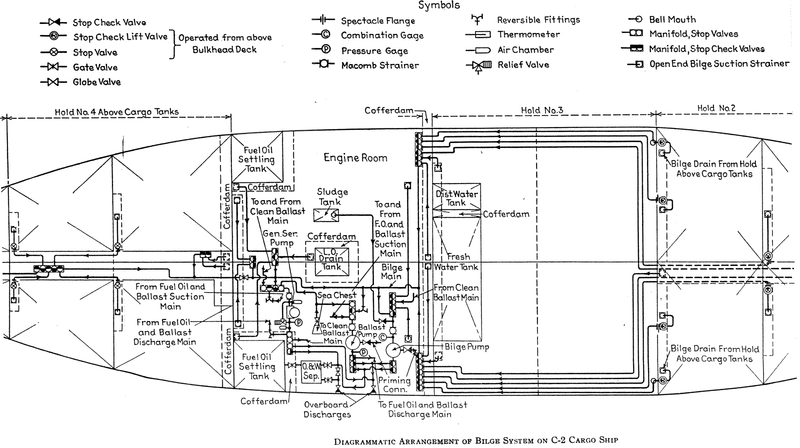 Symbols
Stop Check Valve
Stop Check Lift Valve
Stop Valve
Gate Valve
Globe Valve
Operated from above
Bulkhead Deck
Spectacle Flange
Combination Gage
Pressure Gage
Macomb Strainer
Reversible Fittings
Thermometer
Air Chamber
Relief Valve
Bell Mouth
Manifold, Stop Valves
Manifold, Stop Check Valves
Open End Bilge Suction Strainer
Hold No. 4 Above Cargo Tanks
Cofferdam
Hold No. 3
Hold No. 2
Fuel Oil
Settling
Tank
Engine Room
Cofferdam
Cofferdam
To and From
Clean Ballast
Main
Gen. Ser.
Pump
Sludge
Tank
Cofferdam
L.O.
Drain
Tank
To and
From
F.O. and
Ballast
Suction
Main
Bilge
Main
Dist Water
Tank
Cofferdam
Fresh
Water Tank
From Clean
Ballast Main
Bilge Drain From Hold
Above Cargo Tanks
From Fuel Oil and
Ballast Suction Main
From Fuel Oil
and Ballast
Discharge Main
Sea Chest
To Clean
Ballast
Main
Ballast
Pump
Bilge Pump
Cofferdam
Fuel Oil
Settling
Tank
O.&W.
Sep.
Priming
Conn.
Cofferdam
Overboard
Discharges
To Fuel Oil and Ballast
Discharge Main
Bilge Drain From Hold
Above Cargo Tanks
Diagrammatic Arrangement of Bilge System on C-2 Cargo Ship